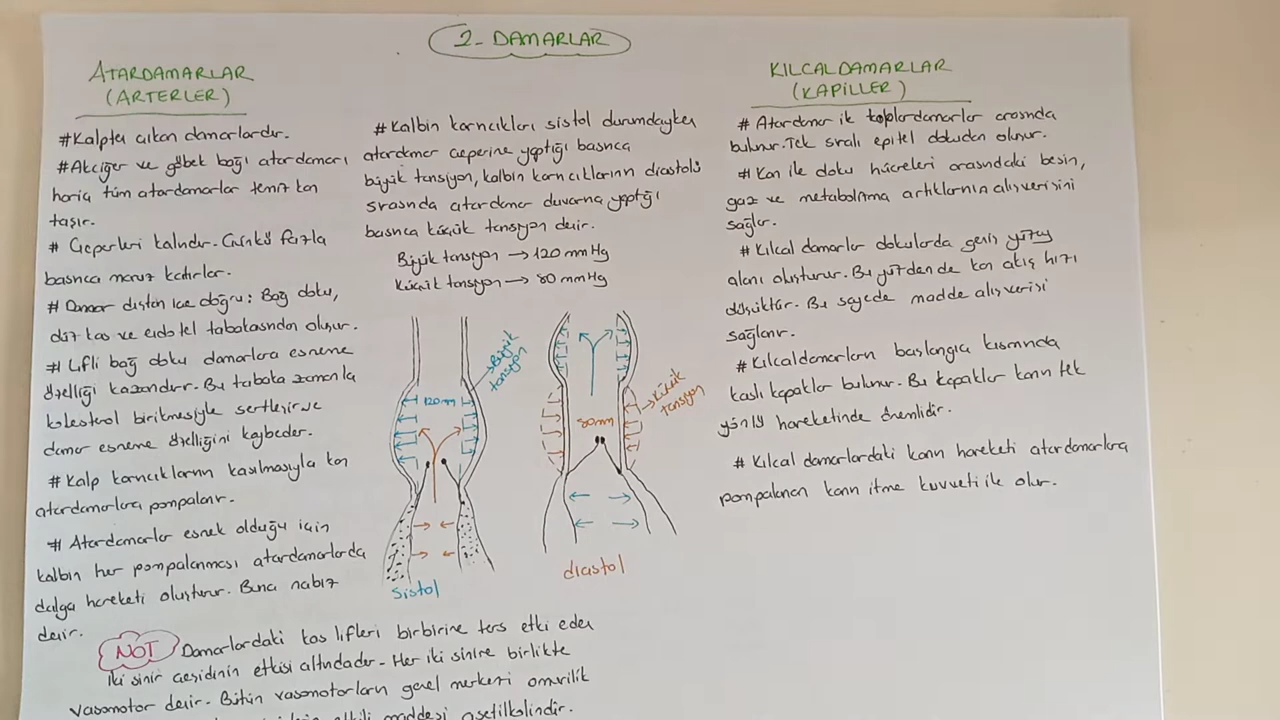 2- DAMARLAR
ATARDAMARLAR
(ARTERLER)
#Kalpten çıkan damarlardır.
#Akciğer ve göbek bağı atardamarı
hariç tüm atardamarlar temiz kan
taşır.
# Çeperleri kalındır. Çünkü fazla
basınca maruz kalırlar.
# Damar dıştan içe doğru: Bağ doku,
düz kas ve endotel tabakasından oluşur.
# Lifli bağ doku damarlara esneme
özelliği kazandırır. Bu tabaka zamanla
kolestrol birikmesiyle sertleşir ve
damar esneme özelliğini kaybeder.
# Kalp karıncıkların kasılmasıyla kan
atardamarlara pompalanır.
# Atardamarlar esnek olduğu için
kalbin her pompalanması atardamarlarda
dalga hareketi oluşturur. Buna nabız
denir.
# Kalbin karıncıkları sistol durumdayken
atardamar çeperine yaptığı basınca
büyük tansiyon, kalbin karıncıklarının diastolü
sırasında atardamar duvarına yaptığı
basınca küçük tansiyon denir.
Büyük tansiyon → 120 mmHg
Küçük tansiyon → 80 mmHg
Büyük
tansiyon
120mm
sistol
Küçük
tansiyon
80mm
diastol
KILCALDAMARLAR
(KAPİLLER)
# Atardamar ile toplardamarlar arasında
bulunur. Tek sıralı epitel dokudan oluşur.
# Kan ile doku hücreleri arasındaki besin,
gaz ve metabolizma artıklarının alışverişini
sağlar.
# Kılcal damarlar dokularda geniş yüzey
alanı oluşturur. Bu yüzden de kan akış hızı
düşüktür. Bu sayede madde alışverişi
sağlanır.
# Kılcaldamarların başlangıç kısmında
kaslı kapaklar bulunur. Bu kapaklar kanın tek
yönlü hareketinde önemlidir.
# Kılcal damarlardaki kanın hareketi atardamarlara
pompalanan kanın itme kuvveti ile olur.
NOT Damarlardaki kas lifleri birbirine ters etki eden
iki sinir çeşidinin etkisi altındadır. Her iki sinire birlikte
vasomotor denir. Bütün vasomotorların genel merkezi omurilik
etkili maddesi asetilkolindir.